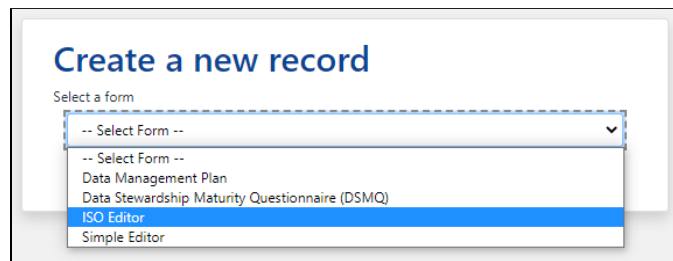 Create a new record
Select a form
-- Select Form --
-- Select Form --
Data Management Plan
Data Stewardship Maturity Questionnaire (DSMQ)
ISO Editor
Simple Editor